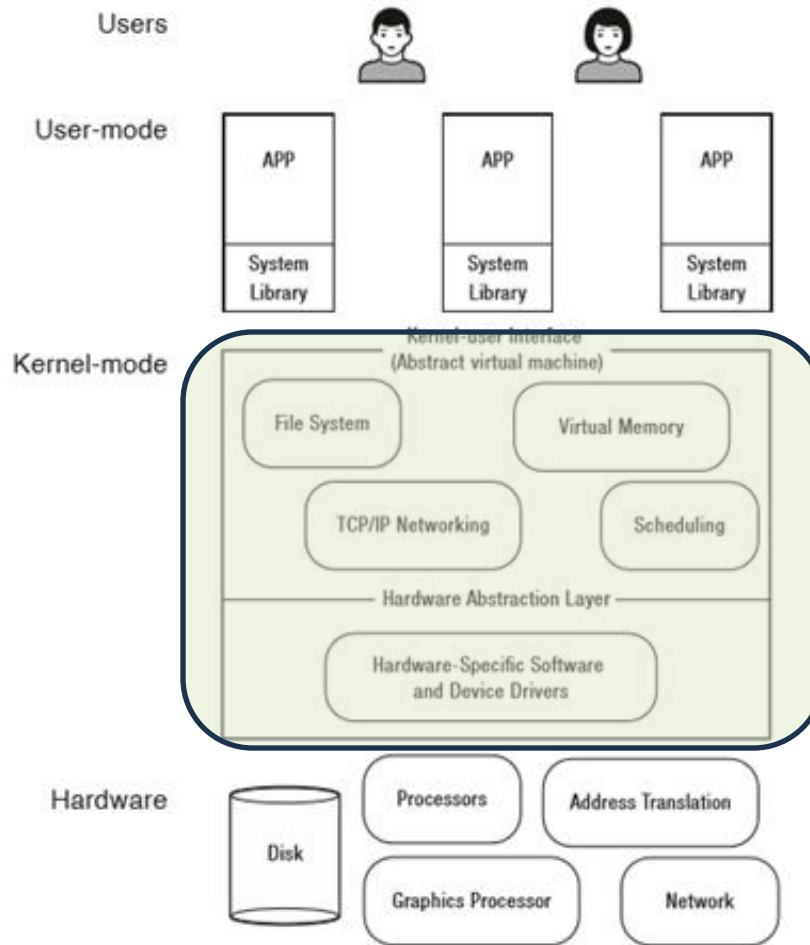 Users
User-mode
APP
APP
APP
System
Library
System
Library
System
Library
Kernel-mode
Kernel-user Interface
(Abstract virtual machine)
File System
Virtual Memory
TCP/IP Networking
Scheduling
Hardware Abstraction Layer
Hardware-Specific Software
and Device Drivers
Hardware
Disk
Processors
Address Translation
Graphics Processor
Network